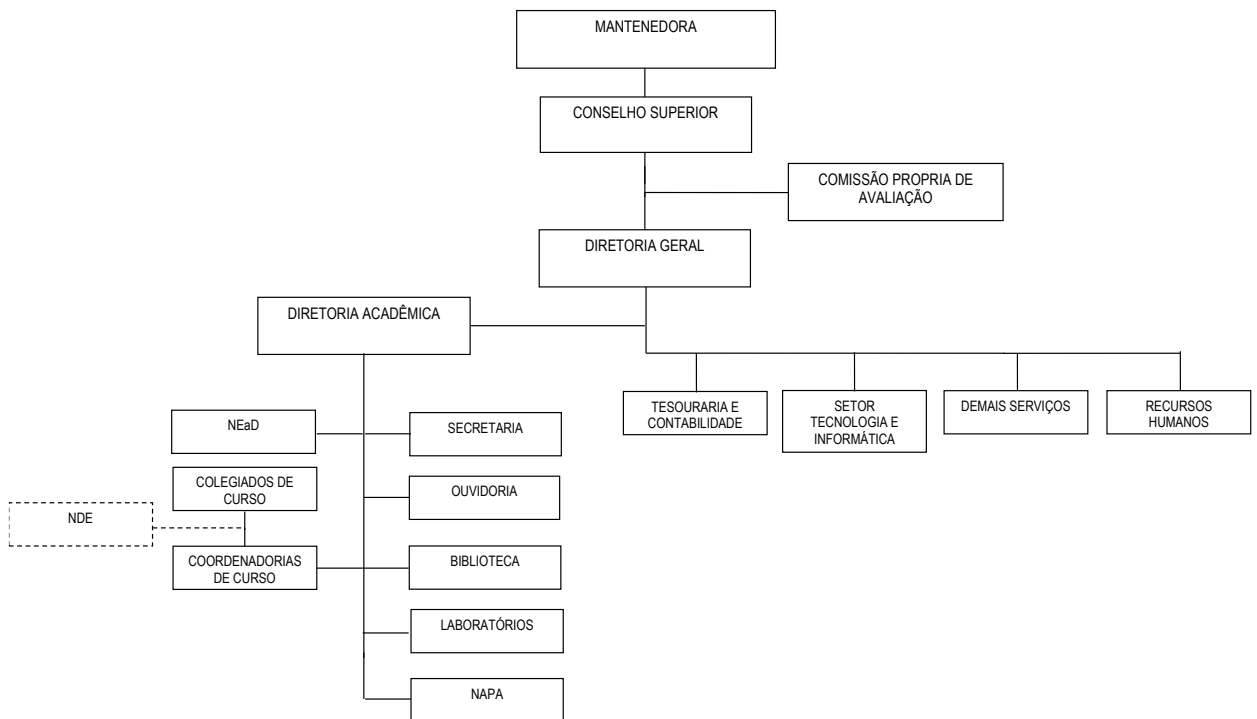 MANTENEDORA
CONSELHO SUPERIOR
COMISSÃO PROPRIA DE
AVALIAÇÃO
DIRETORIA GERAL
DIRETORIA ACADÊMICA
TESOURARIA E
CONTABILIDADE
SETOR
TECNOLOGIA E
INFORMÁTICA
DEMAIS SERVIÇOS
RECURSOS
HUMANOS
NEaD
SECRETARIA
COLEGIADOS DE
CURSO
OUVIDORIA
NDE
COORDENADORIAS
DE CURSO
BIBLIOTECA
LABORATÓRIOS
NAPA